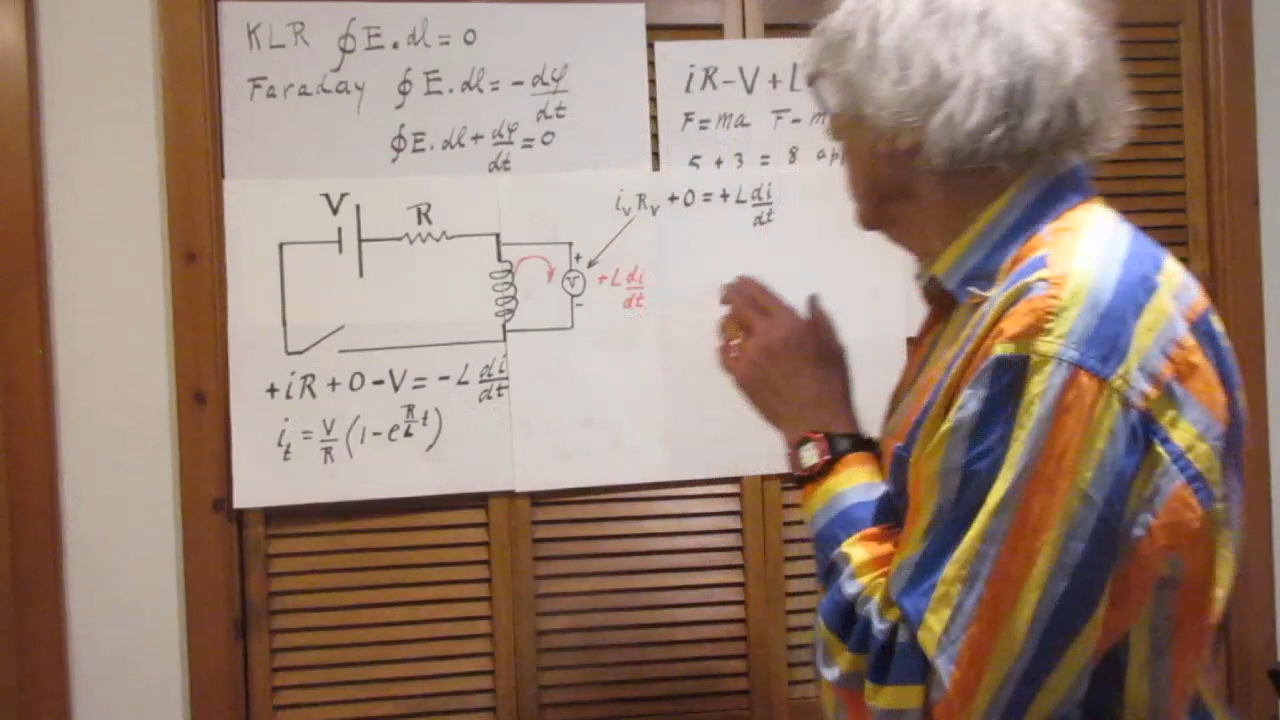 KLR ∮E.dl = 0
Faraday ∮ E.dl = - dφ/dt
∮E.dl + dφ/dt = 0
iR-V+L
F=ma F-m
5 + 3 = 8
V
R
iᵥRᵥ + 0 = +L di/dt
+
V
-
+L di/dt
+iR + 0 - V = - L di/dt
iₜ = V/R (1 - e^(R/L t))